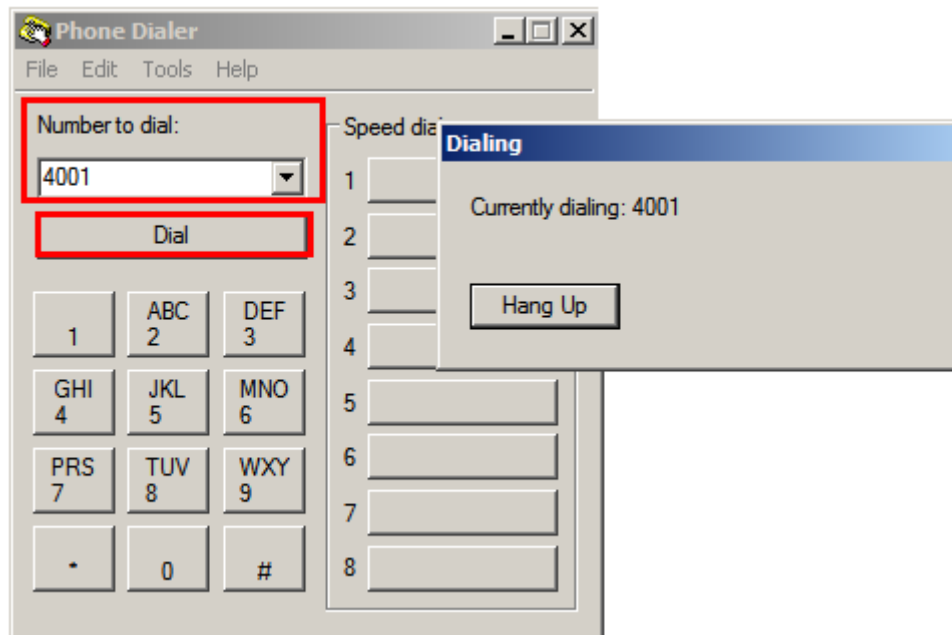 Phone Dialer
File Edit Tools Help
Number to dial:
4001
Dial
1
ABC
2
DEF
3
GHI
4
JKL
5
MNO
6
PRS
7
TUV
8
WXY
9
*
0
#
Speed dia
1
2
3
4
5
6
7
8
Dialing
Currently dialing: 4001
Hang Up